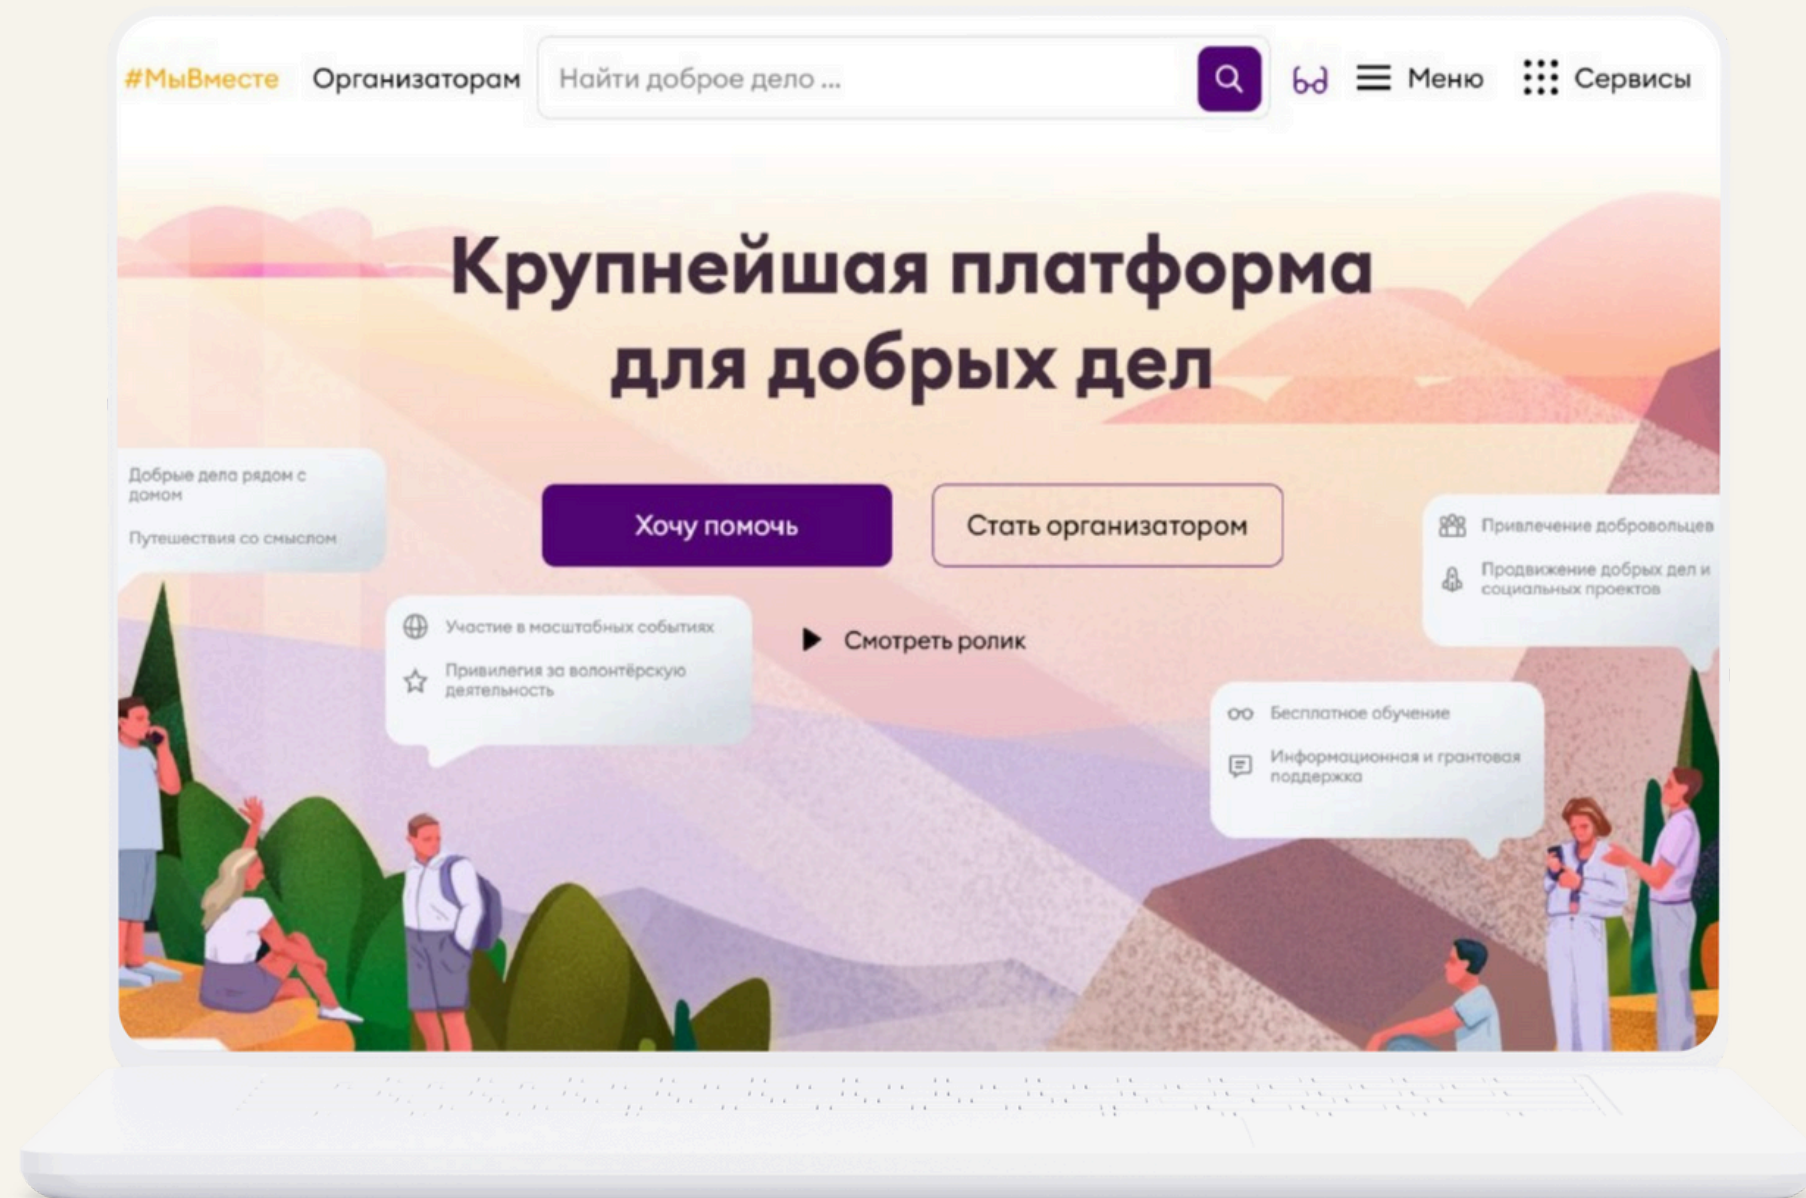 #МыВместе Организаторам Найти доброе дело ... Меню Сервисы
Крупнейшая платформа
для добрых дел
Добрые дела рядом с
домом
Путешествия со смыслом
Хочу помочь
Стать организатором
Привлечение добровольцев
Продвижение добрых дел и
социальных проектов
Участие в масштабных событиях
Привилегия за волонтёрскую
деятельность
Смотреть ролик
Бесплатное обучение
Информационная и грантовая
поддержка